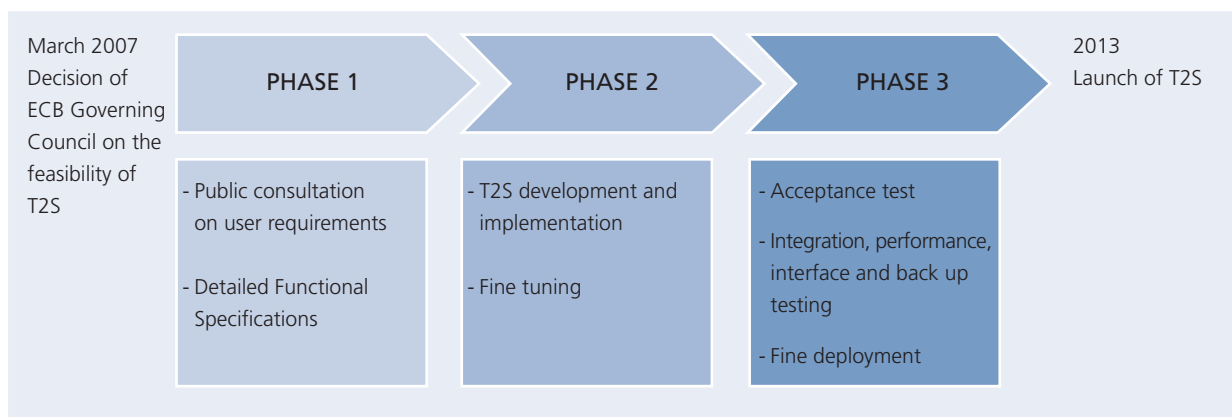 March 2007
Decision of
ECB Governing
Council on the
feasibility of
T2S
PHASE 1
- Public consultation
on user requirements
- Detailed Functional
Specifications
PHASE 2
- T2S development and
implementation
- Fine tuning
PHASE 3
- Acceptance test
- Integration, performance,
interface and back up
testing
- Fine deployment
2013
Launch of T2S